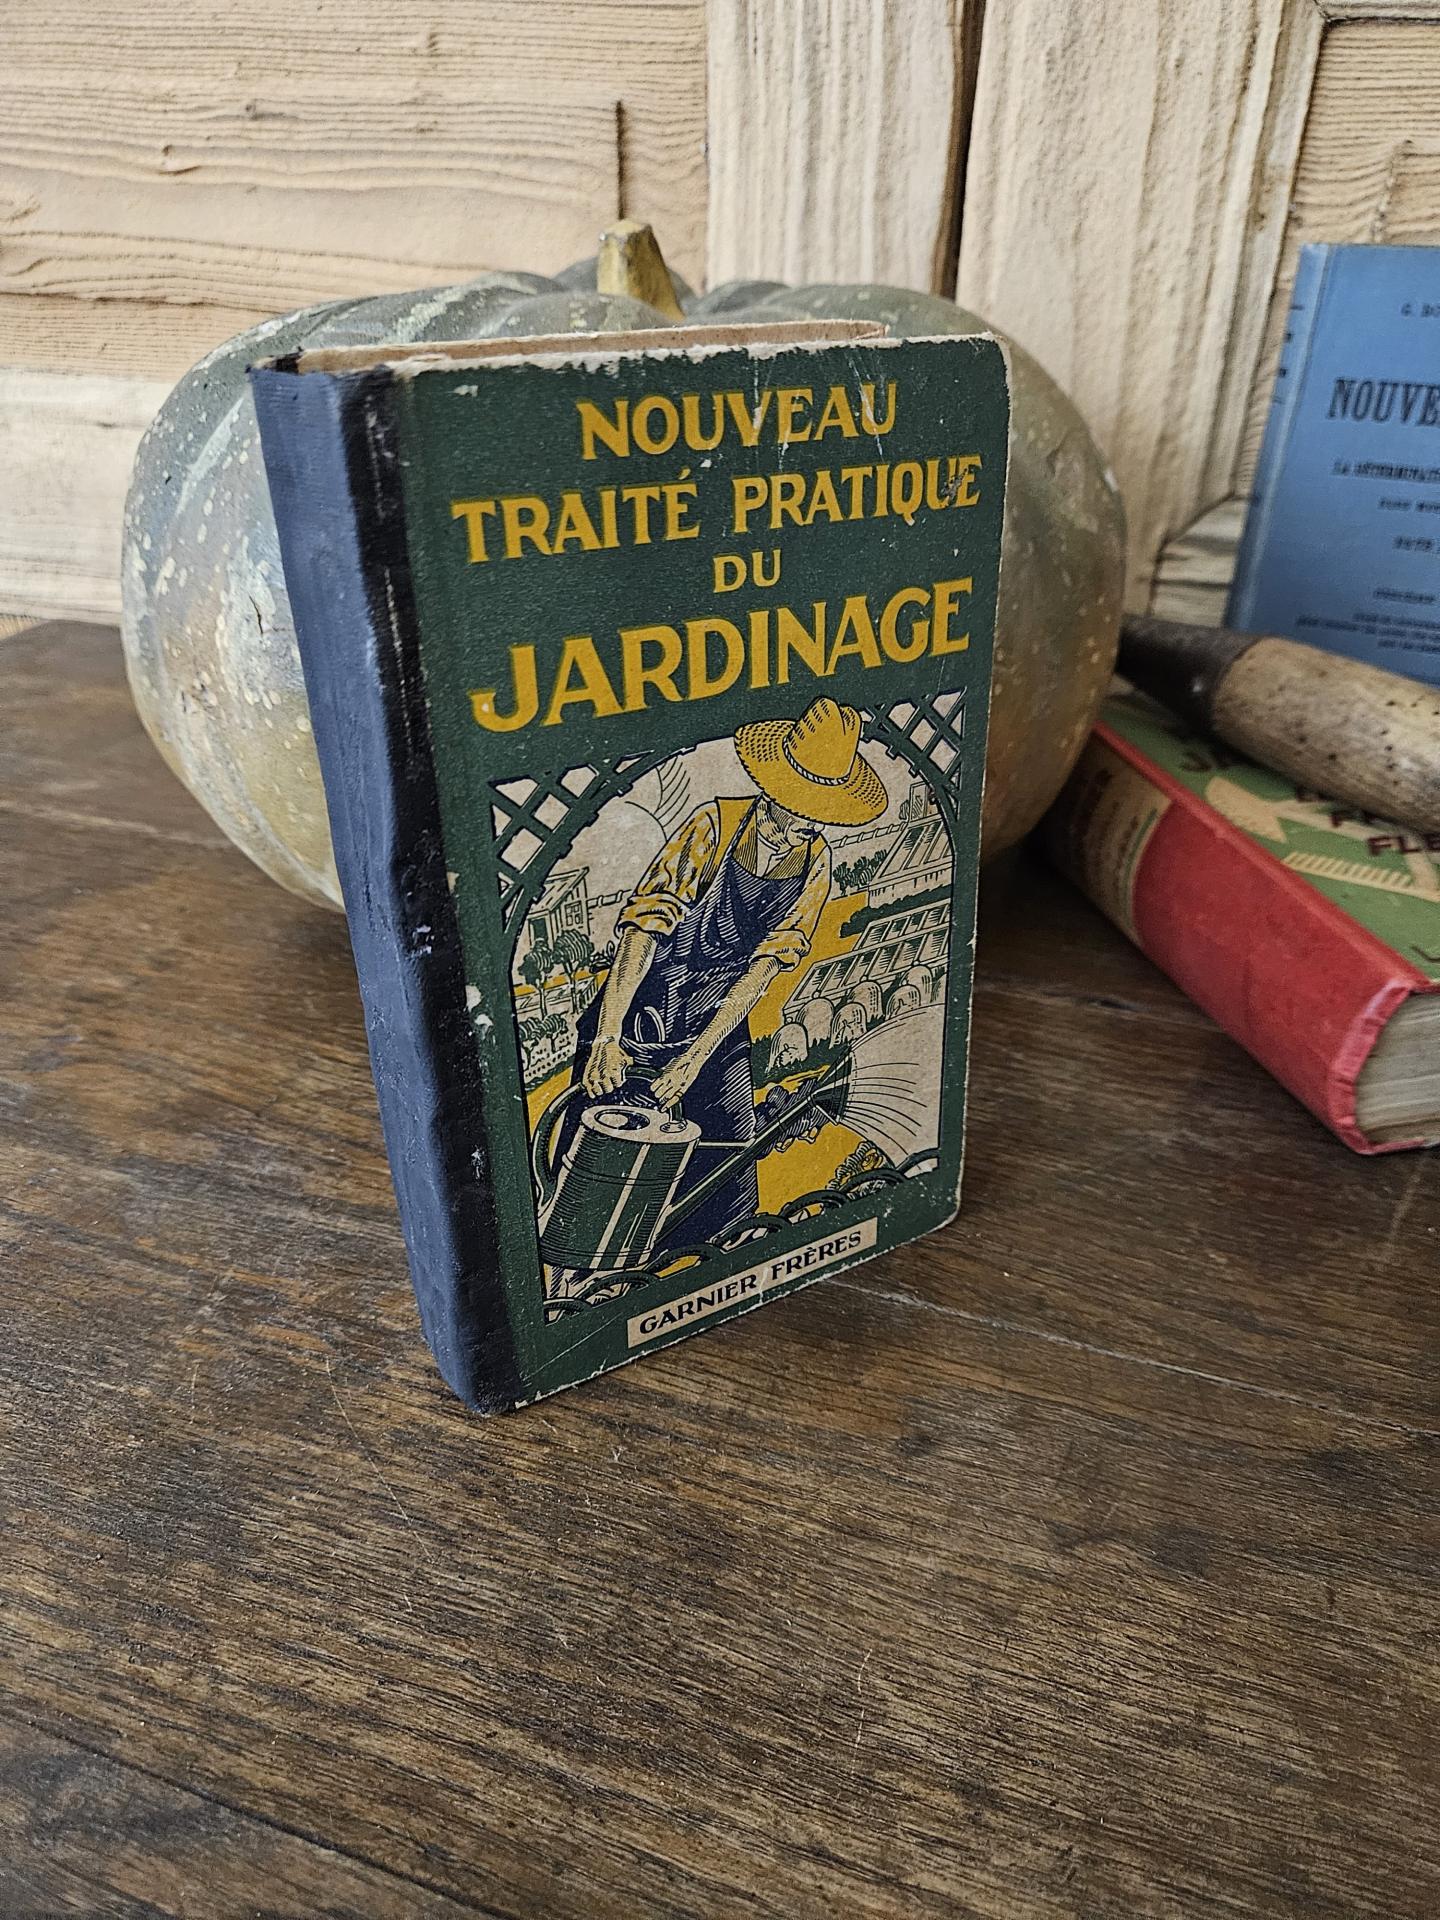 NOUVEAU
TRAITÉ PRATIQUE
DU
JARDINAGE
GARNIER FRÈRES
NOUVE